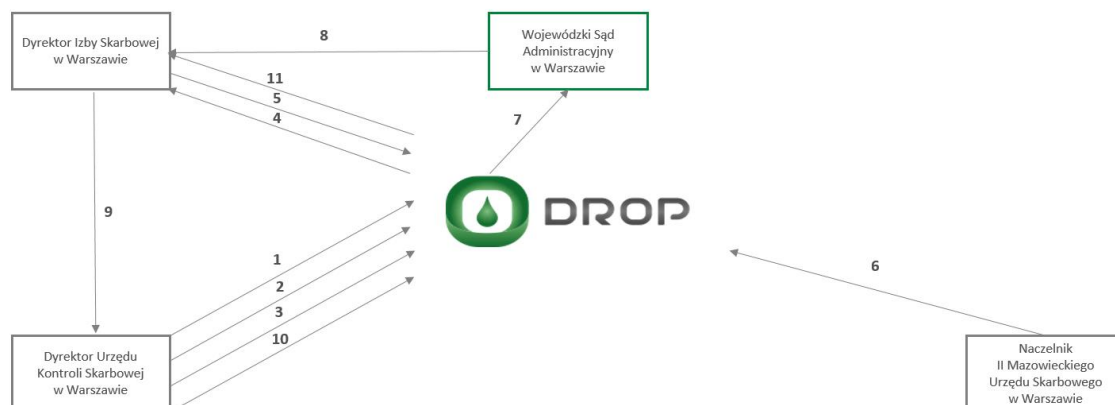 Dyrektor Izby Skarbowej
w Warszawie
8
Wojewódzki Sąd
Administracyjny
w Warszawie
11
5
4
7
9
DROP
1
2
3
10
6
Dyrektor Urzędu
Kontroli Skarbowej
w Warszawie
Naczelnik
II Mazowieckiego
Urzędu Skarbowego
w Warszawie